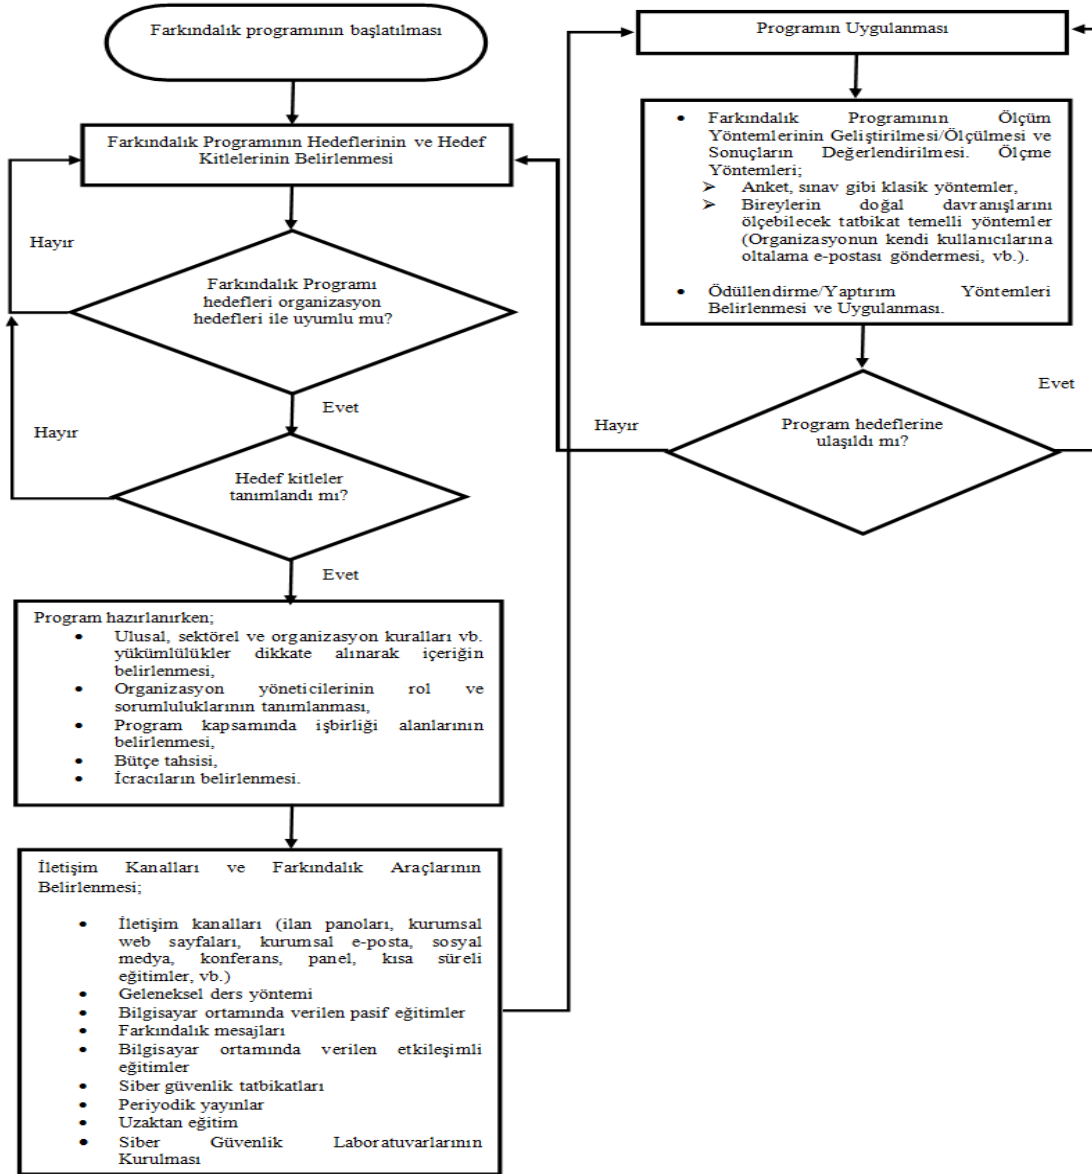 Farkındalık programının başlatılması
Farkındalık Programının Hedeflerinin ve Hedef
Kitlelerinin Belirlenmesi
Hayır
Farkındalık Programı
hedefleri organizasyon
hedefleri ile uyumlu mu?
Evet
Hayır
Hedef kitleler
tanımlandı mı?
Evet
Program hazırlanırken;
• Ulusal, sektörel ve organizasyon kuralları vb.
yükümlülükler dikkate alınarak içeriğin
belirlenmesi,
• Organizasyon yöneticilerinin rol ve
sorumluluklarının tanımlanması,
• Program kapsamında işbirliği alanlarının
belirlenmesi,
• Bütçe tahsisi,
• İcracıların belirlenmesi.
İletişim Kanalları ve Farkındalık Araçlarının
Belirlenmesi;
• İletişim kanalları (ilan panoları, kurumsal
web sayfaları, kurumsal e-posta, sosyal
medya, konferans, panel, kısa süreli
eğitimler, vb.)
• Geleneksel ders yöntemi
• Bilgisayar ortamında verilen pasif eğitimler
• Farkındalık mesajları
• Bilgisayar ortamında verilen etkileşimli
eğitimler
• Siber güvenlik tatbikatları
• Periyodik yayınlar
• Uzaktan eğitim
• Siber Güvenlik Laboratuvarlarının
Kurulması
Programın Uygulanması
• Farkındalık Programının Ölçüm
Yöntemlerinin Geliştirilmesi/Ölçülmesi ve
Sonuçların Değerlendirilmesi. Ölçme
Yöntemleri;
➢ Anket, sınav gibi klasik yöntemler,
➢ Bireylerin doğal davranışlarını
ölçebilecek tatbikat temelli yöntemler
(Organizasyonun kendi kullanıcılarına
oltalama e-postası göndermesi, vb.).
• Ödüllendirme/Yaptırım Yöntemleri
Belirlenmesi ve Uygulanması.
Evet
Hayır
Program hedeflerine
ulaşıldı mı?